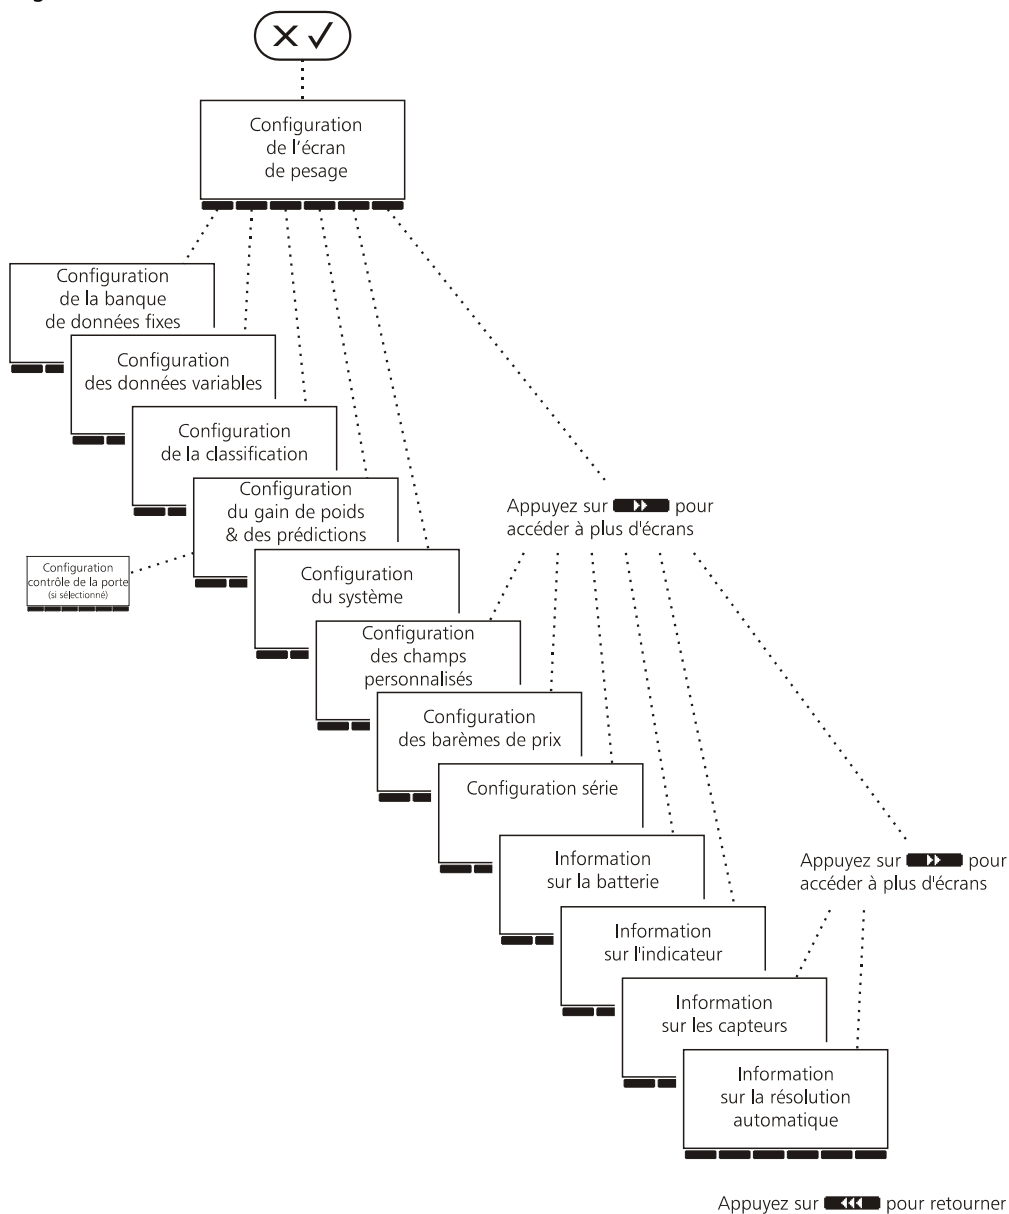 Configuration
de l'écran
de pesage
Configuration
de la banque
de données fixes
Configuration
des données variables
Configuration
de la classification
Configuration
du gain de poids
& des prédictions
Configuration
contrôle de la porte
(si sélectionné)
Configuration
du système
Appuyez sur pour
accéder à plus d'écrans
Configuration
des champs
personnalisés
Configuration
des barèmes de prix
Configuration série
Information
sur la batterie
Appuyez sur pour
accéder à plus d'écrans
Information
sur l'indicateur
Information
sur les capteurs
Information
sur la résolution
automatique
Appuyez sur pour retourner